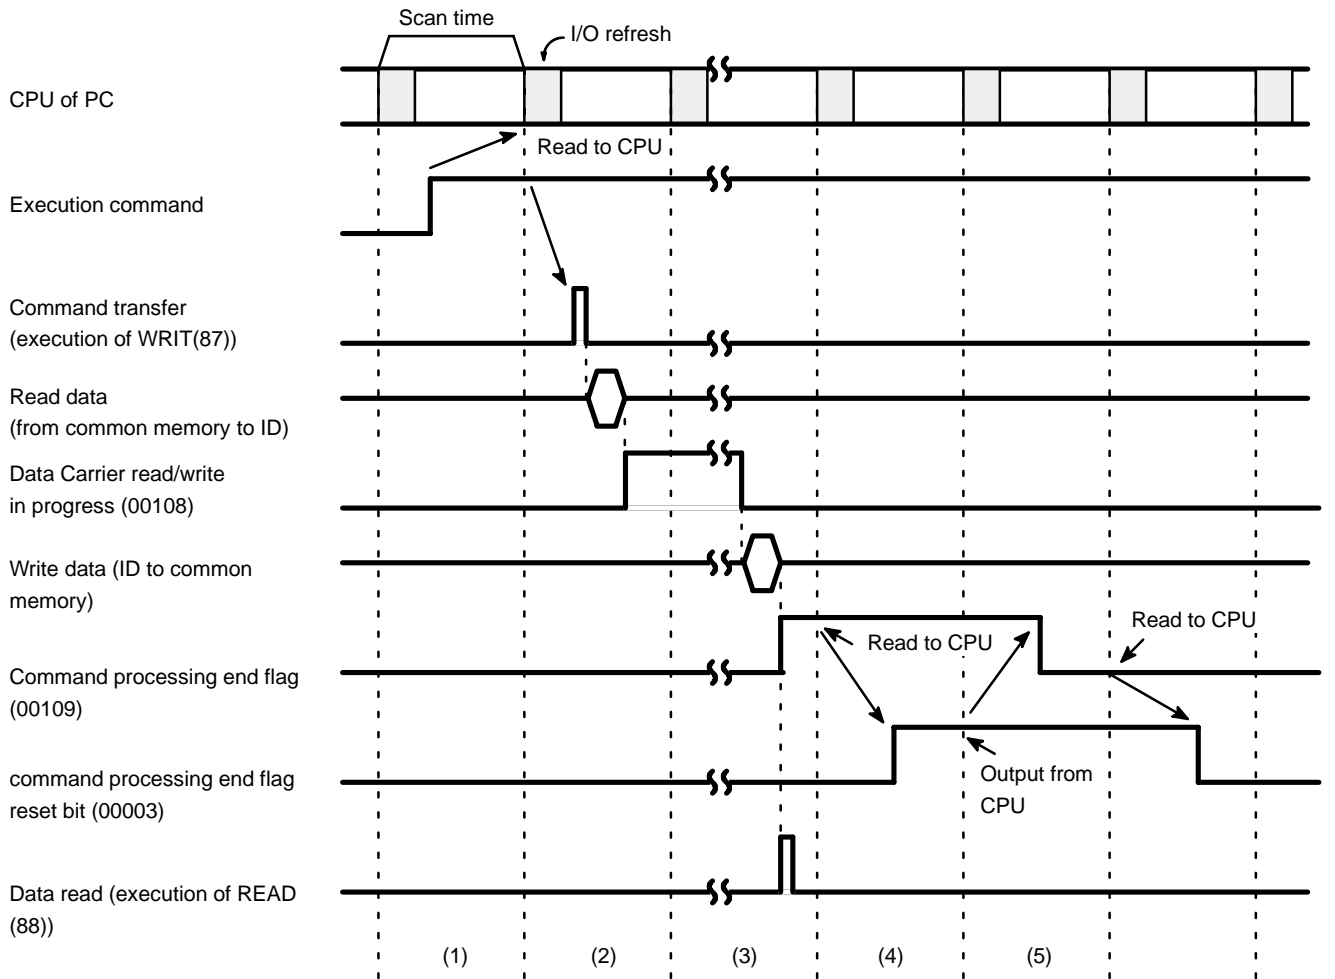 Scan time
I/O refresh
CPU of PC
Read to CPU
Execution command
Command transfer
(execution of WRIT(87))
Read data
(from common memory to ID)
Data Carrier read/write
in progress (00108)
Write data (ID to common
memory)
Read to CPU
Read to CPU
Command processing end flag
(00109)
command processing end flag
reset bit (00003)
Output from
CPU
Data read (execution of READ
(88))
(1) (2) (3) (4) (5)